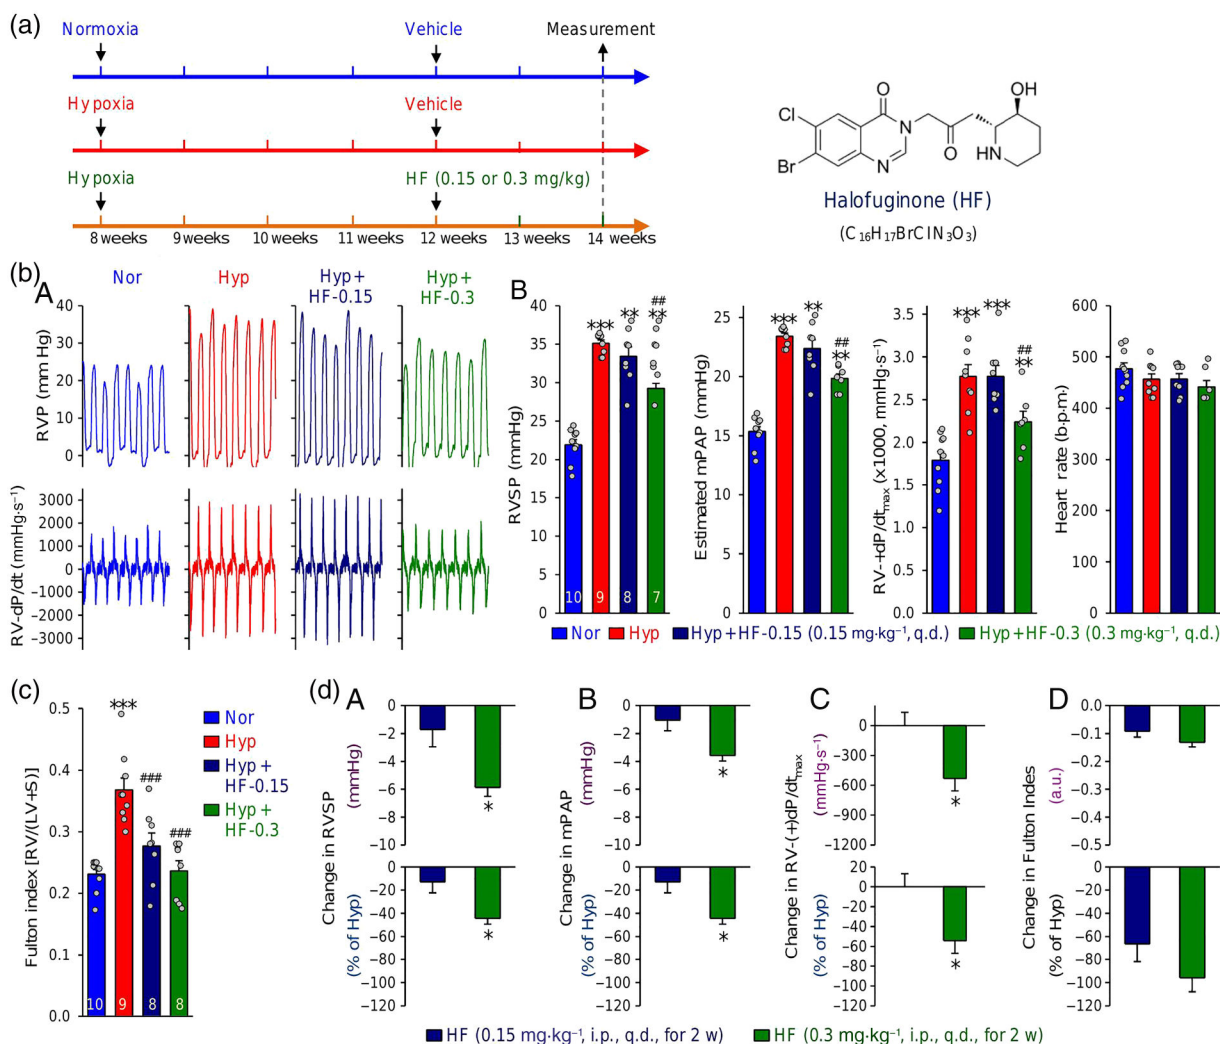 (a)
Normoxia Vehicle Measurement
Hypoxia Vehicle
Hypoxia HF (0.15 or 0.3 mg/kg)
8 weeks 9weeks 10weeks 11weeks 12 weeks 13weeks 14 weeks
O OH
Cl N
O HN
Br N
Halofuginone (HF)
(C₁₆H₁₇BrClN₃O₃)
(b)
A
Nor Hyp Hyp+ HF-0.15 Hyp+ HF-0.3
RVP (mm Hg)
40
30
20
10
0
RV-dP/dt (mmHg·s⁻¹)
3000
2000
1000
0
-1000
-2000
-3000
B
RVSP (mmHg)
40
35
30
25
20
15
10
5
0
*** ** ## **
10 9 8 7
Estimated mPAP (mmHg)
25
20
15
10
5
0
*** ** ## **
RV-+dP/dtmax (x1000, mmHg·s⁻¹)
3.5
3.0
2.5
2.0
1.5
1.0
0.5
0.0
*** *** ## **
Heart rate (b·p·m·)
600
500
400
300
200
100
0
Nor Hyp Hyp+HF-0.15 (0.15 mg·kg⁻¹, q.d.) Hyp+HF-0.3 (0.3 mg·kg⁻¹, q.d.)
(c)
Fulton index [RV/(LV+S)]
0.5
0.4
0.3
0.2
0.1
0.0
*** ### ###
10 9 8 8
Nor
Hyp
Hyp+
HF-0.15
Hyp+
HF-0.3
(d)
A
Change in RVSP
(mmHg)
0
−2
−4
−6
−8
−10
*
(% of Hyp)
0
−20
−40
−60
−80
−100
−120
*
B
Change in mPAP
(mmHg)
0
−2
−4
−6
−8
−10
*
(% of Hyp)
0
−20
−40
−60
−80
−100
−120
*
C
Change in RV-(+)dP/dtmax
(mmHg·s⁻¹)
0
−300
−600
−900
−1200
*
(% of Hyp)
20
0
−20
−40
−60
−80
−100
−120
*
D
Change in Fulton Index
(a.u.)
0.0
−0.1
−0.2
−0.3
−0.4
−0.5
(% of Hyp)
0
−20
−40
−60
−80
−100
−120
HF (0.15 mg·kg⁻¹, i.p., q.d., for 2 w) HF (0.3 mg·kg⁻¹, i.p., q.d., for 2 w)